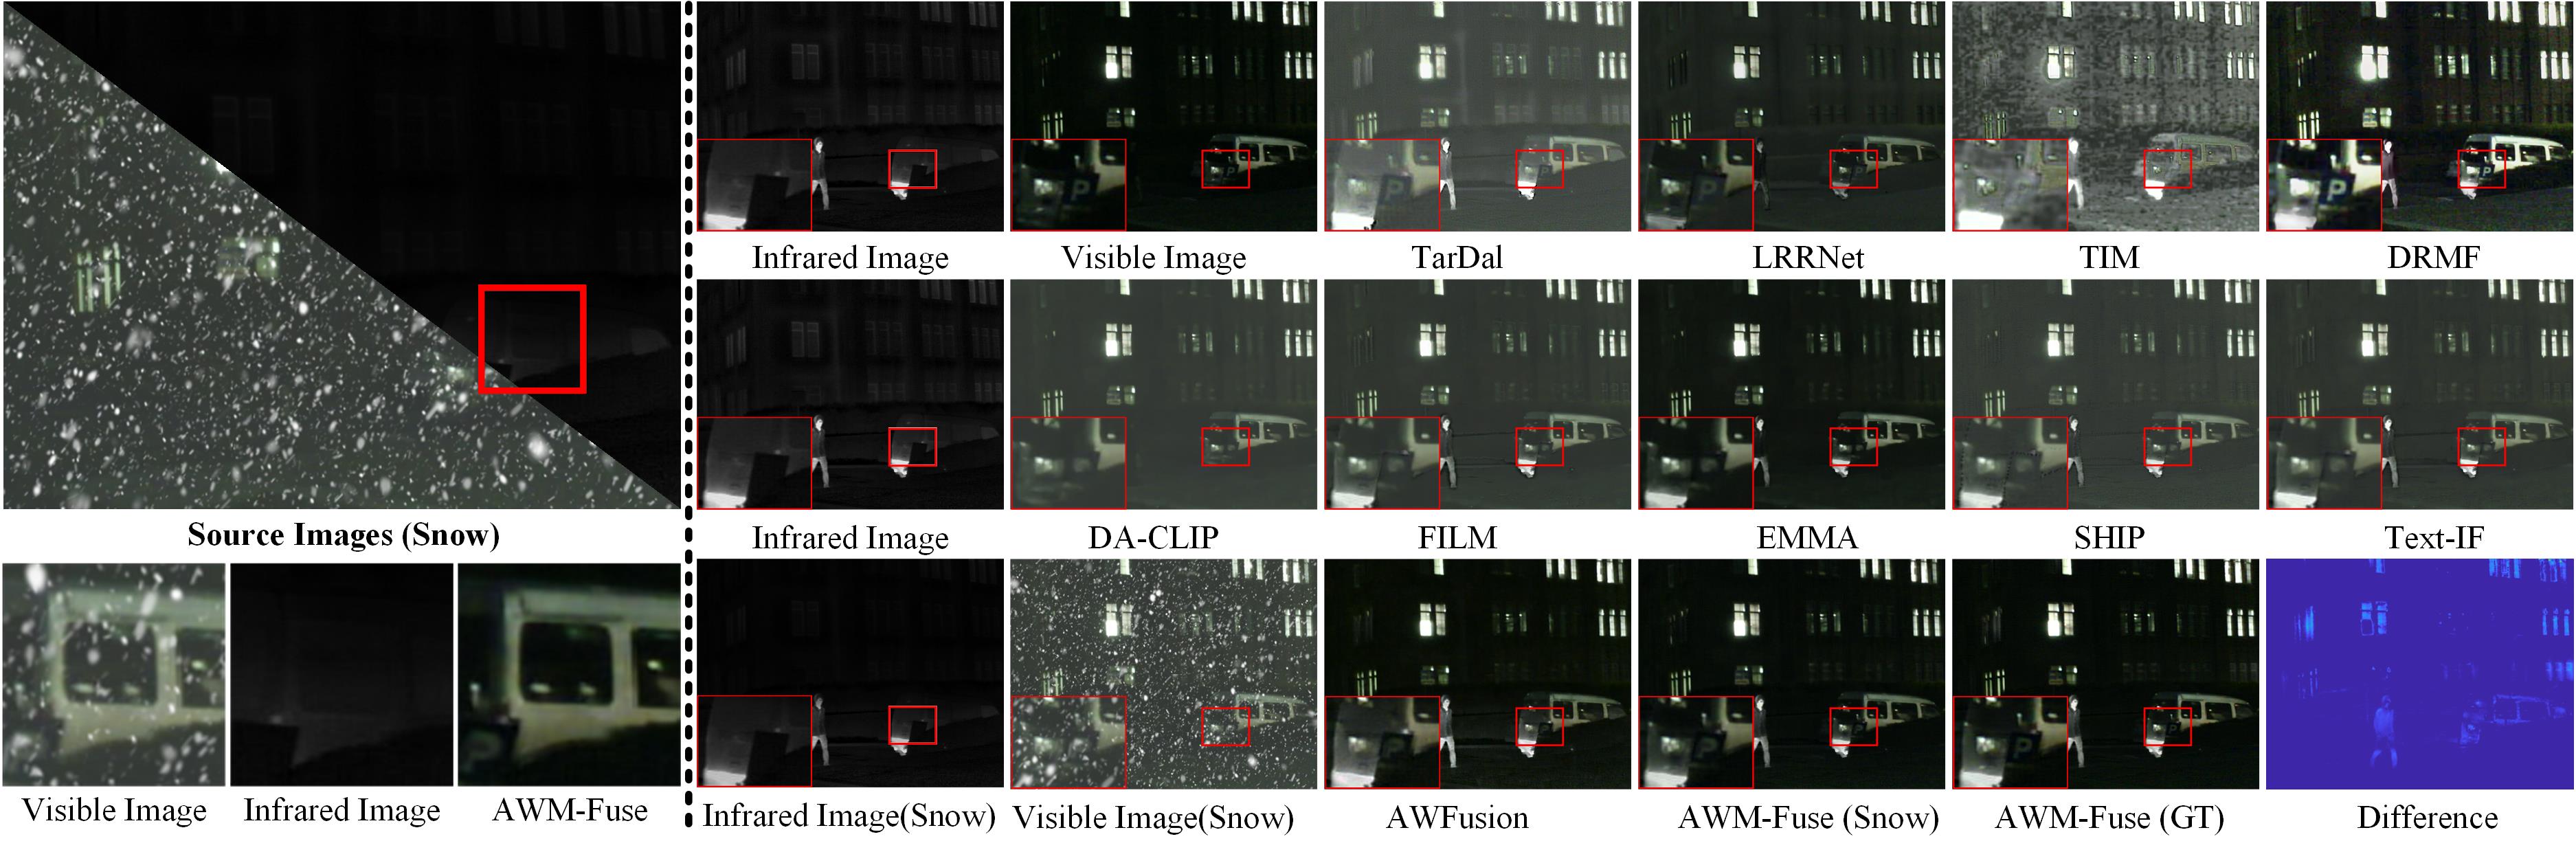 Infrared Image Visible Image TarDal LRRNet TIM DRMF
Infrared Image DA-CLIP FILM EMMA SHIP Text-IF
Source Images (Snow)
Visible Image Infrared Image AWM-Fuse
Infrared Image(Snow) Visible Image(Snow) AWFusion AWM-Fuse (Snow) AWM-Fuse (GT) Difference
P